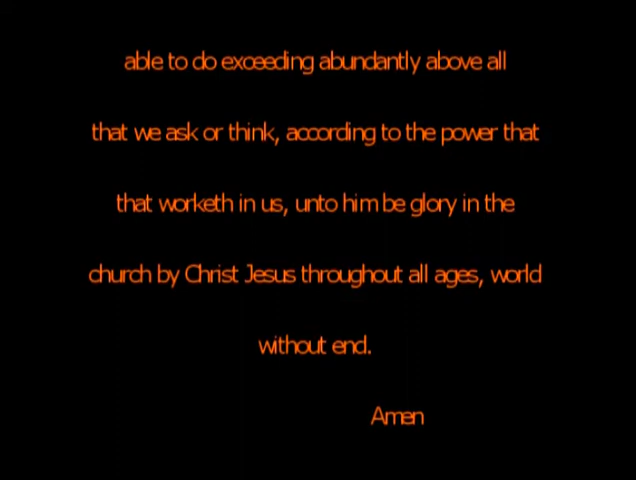 able to do exceeding abundantly above all
that we ask or think, according to the power that
that worketh in us, unto him be glory in the
church by Christ Jesus throughout all ages, world
without end.
Amen